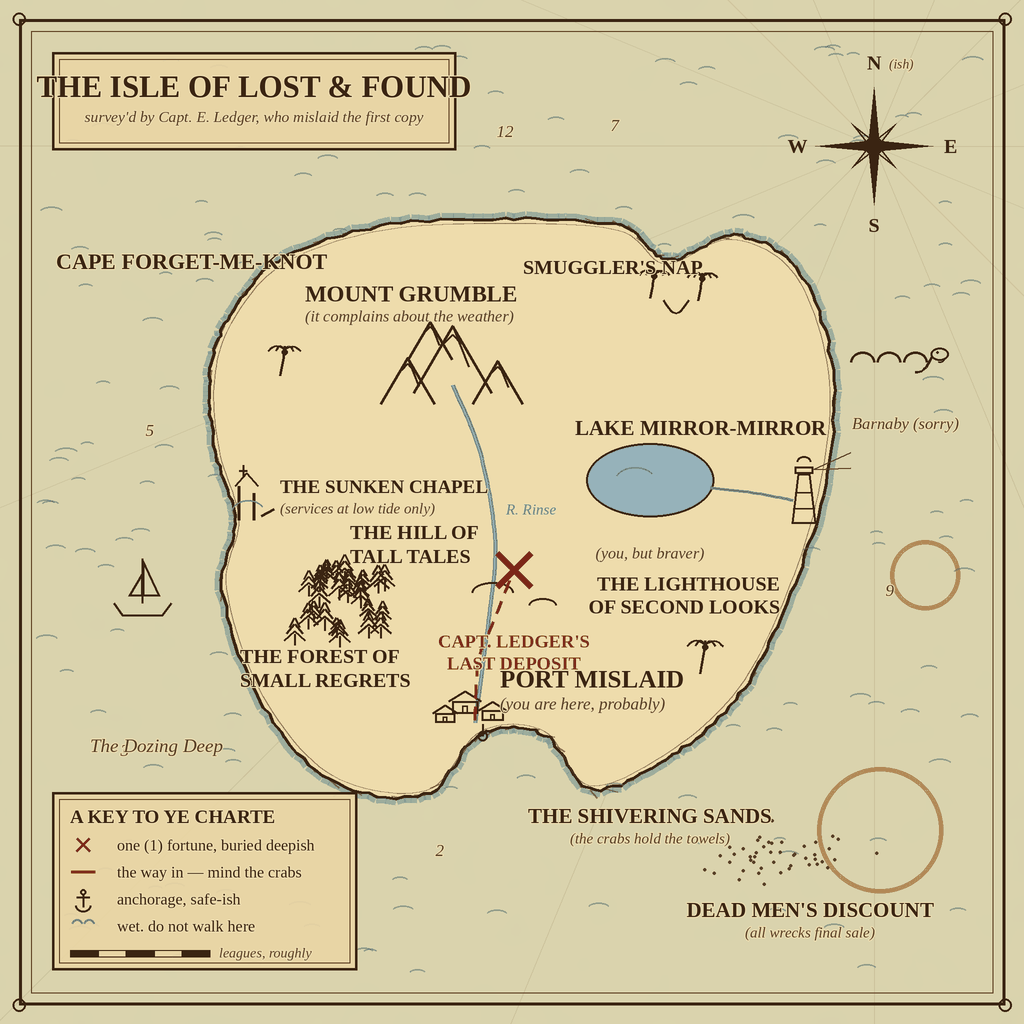 THE ISLE OF LOST & FOUND
survey'd by Capt. E. Ledger, who mislaid the first copy
N (ish)
W
E
S
12
7
CAPE FORGET-ME-KNOT
SMUGGLER'S NAP
MOUNT GRUMBLE
(it complains about the weather)
Barnaby (sorry)
LAKE MIRROR-MIRROR
5
THE SUNKEN CHAPEL
(services at low tide only)
R. Rinse
THE HILL OF
TALL TALES
(you, but braver)
THE LIGHTHOUSE
OF SECOND LOOKS
9
CAPT. LEDGER'S
LAST DEPOSIT
THE FOREST OF
SMALL REGRETS
PORT MISLAID
(you are here, probably)
The Dozing Deep
THE SHIVERING SANDS
(the crabs hold the towels)
2
DEAD MEN'S DISCOUNT
(all wrecks final sale)
A KEY TO YE CHARTE
one (1) fortune, buried deepish
the way in — mind the crabs
anchorage, safe-ish
wet. do not walk here
leagues, roughly